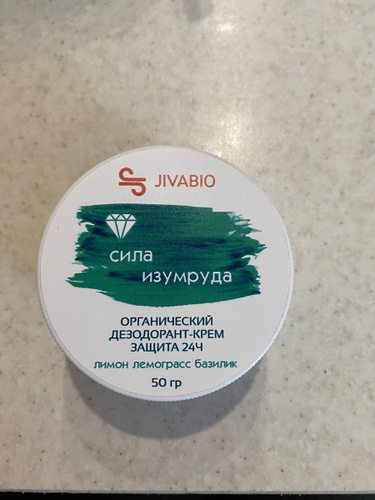 JIVABIO
сила
изумруда
ОРГАНИЧЕСКИЙ
ДЕЗОДОРАНТ-КРЕМ
ЗАЩИТА 24Ч
лимон лемограсс базилик
50 гр